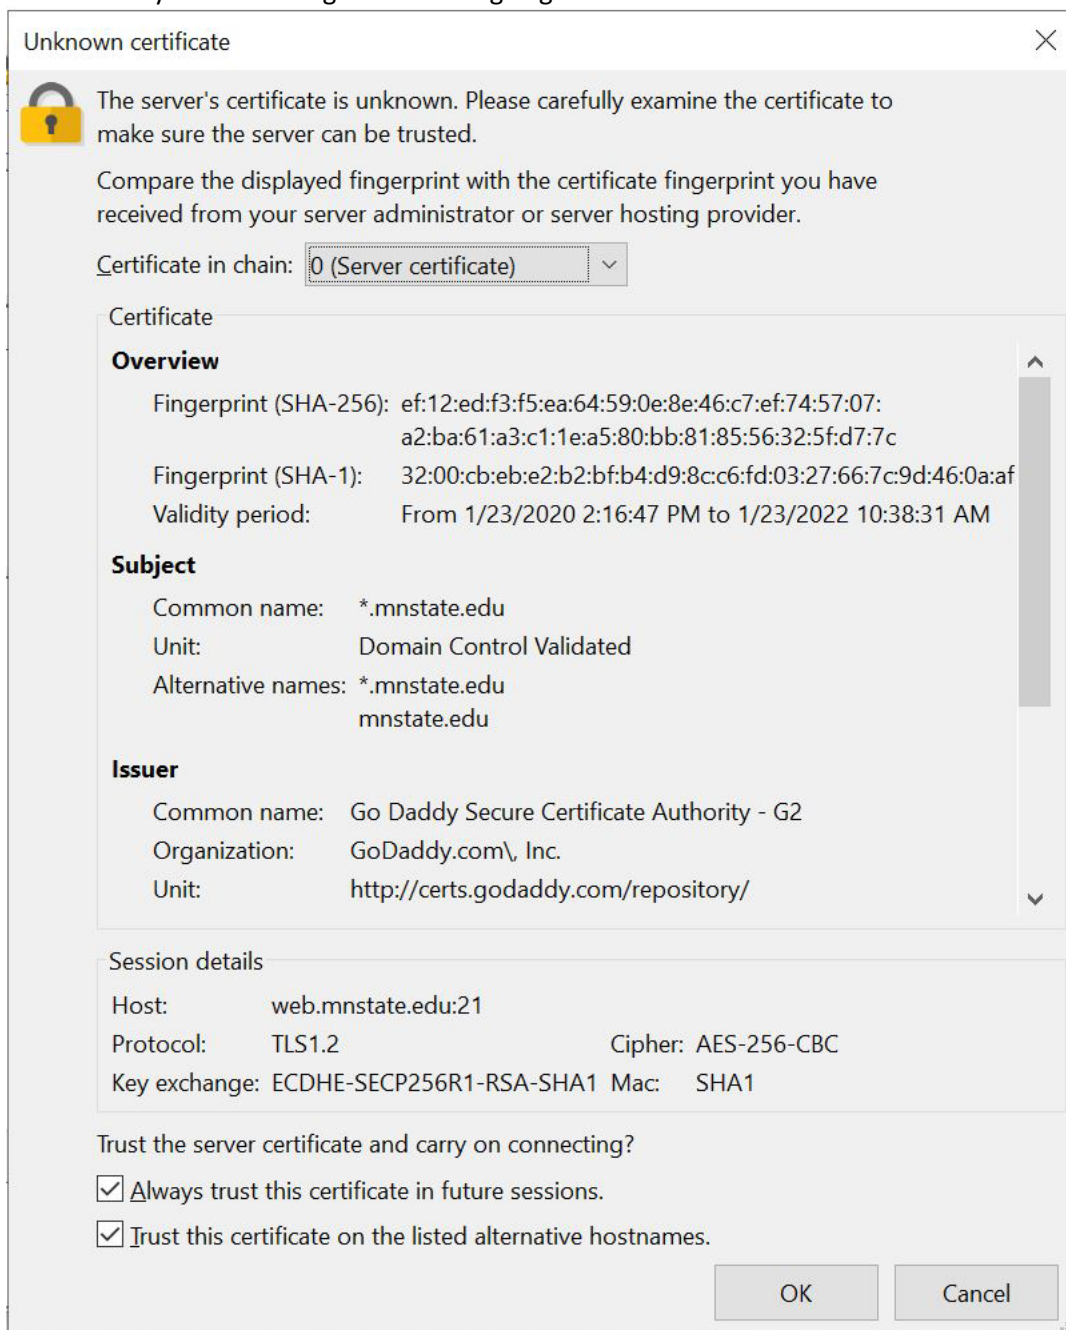 Unknown certificate
The server's certificate is unknown. Please carefully examine the certificate to
make sure the server can be trusted.
Compare the displayed fingerprint with the certificate fingerprint you have
received from your server administrator or server hosting provider.
Certificate in chain: 0 (Server certificate)
Certificate
Overview
Fingerprint (SHA-256): ef:12:ed:f3:f5:ea:64:59:0e:8e:46:c7:ef:74:57:07:
a2:ba:61:a3:c1:1e:a5:80:bb:81:85:56:32:5f:d7:7c
Fingerprint (SHA-1): 32:00:cb:eb:e2:b2:bf:b4:d9:8c:c6:fd:03:27:66:7c:9d:46:0a:af
Validity period: From 1/23/2020 2:16:47 PM to 1/23/2022 10:38:31 AM
Subject
Common name: *.mnstate.edu
Unit: Domain Control Validated
Alternative names: *.mnstate.edu
mnstate.edu
Issuer
Common name: Go Daddy Secure Certificate Authority - G2
Organization: GoDaddy.com\, Inc.
Unit: http://certs.godaddy.com/repository/
Session details
Host: web.mnstate.edu:21
Protocol: TLS1.2 Cipher: AES-256-CBC
Key exchange: ECDHE-SECP256R1-RSA-SHA1 Mac: SHA1
Trust the server certificate and carry on connecting?
Always trust this certificate in future sessions.
Trust this certificate on the listed alternative hostnames.
OK Cancel